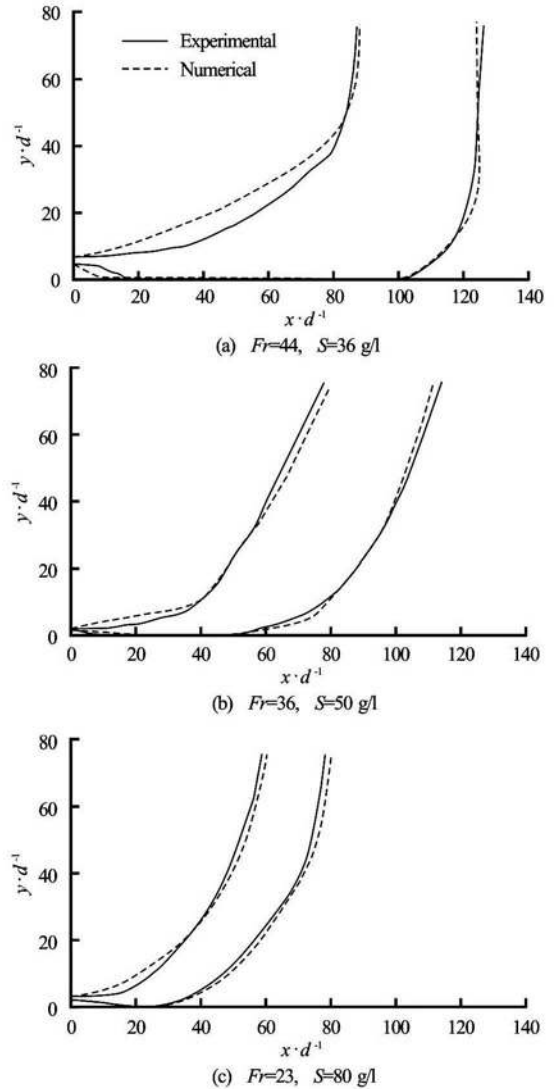 80
Experimental
Numerical
60
y·d⁻¹
40
20
0
0 20 40 60 80 100 120 140
x·d⁻¹
(a) Fr=44, S=36 g/l
80
60
y·d⁻¹
40
20
0
0 20 40 60 80 100 120 140
x·d⁻¹
(b) Fr=36, S=50 g/l
80
60
y·d⁻¹
40
20
0
0 20 40 60 80 100 120 140
x·d⁻¹
(c) Fr=23, S=80 g/l